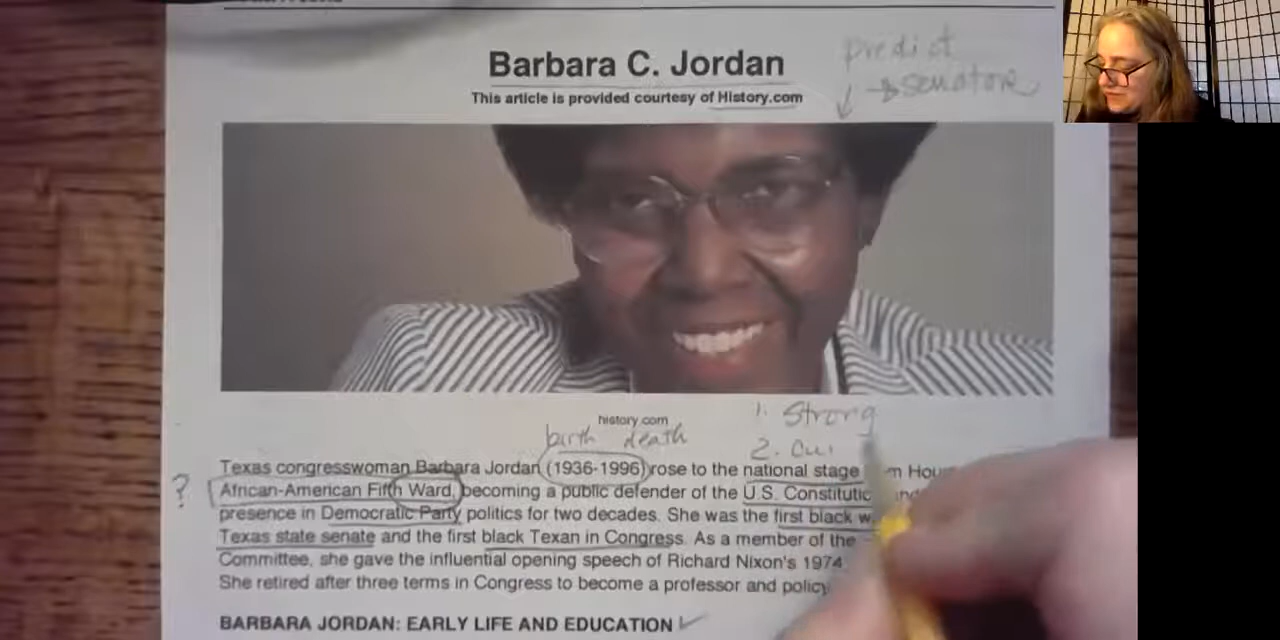 Barbara C. Jordan
predict
↳ senator
This article is provided courtesy of History.com
history.com
1. Strong
birth death
2. Cu
Texas congresswoman Barbara Jordan (1936-1996) rose to the national stage
? African-American Fifth Ward, becoming a public defender of the U.S.
presence in Democratic Party politics for two decades. She was the first black
Texas state senate and the first black Texan in Congress. As a member of the
Committee, she gave the influential opening speech of Richard Nixon's 1974
She retired after three terms in Congress to become a professor and policy
BARBARA JORDAN: EARLY LIFE AND EDUCATION